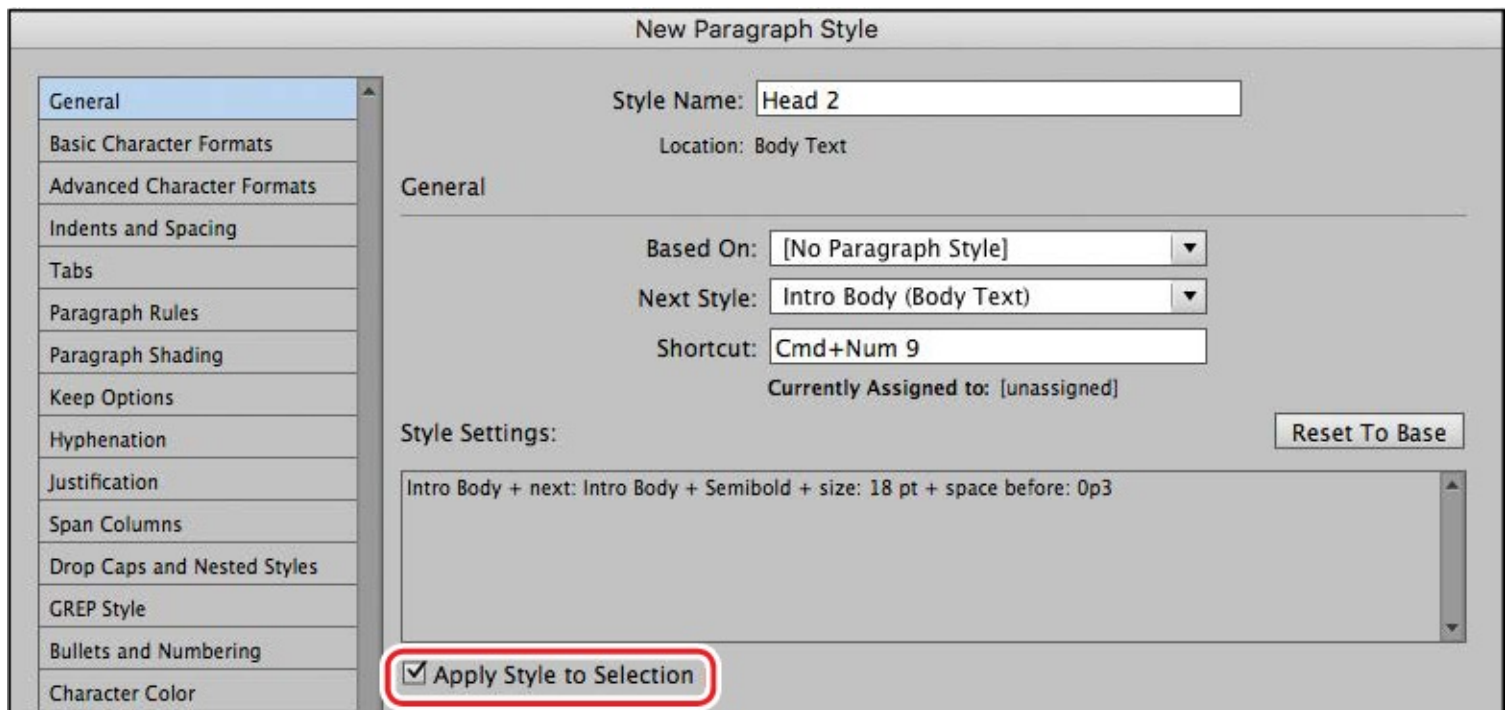 New Paragraph Style
General
Basic Character Formats
Advanced Character Formats
Indents and Spacing
Tabs
Paragraph Rules
Paragraph Shading
Keep Options
Hyphenation
Justification
Span Columns
Drop Caps and Nested Styles
GREP Style
Bullets and Numbering
Character Color
Style Name: Head 2
Location: Body Text
General
Based On: [No Paragraph Style]
Next Style: Intro Body (Body Text)
Shortcut: Cmd+Num 9
Currently Assigned to: [unassigned]
Style Settings: Reset To Base
Intro Body + next: Intro Body + Semibold + size: 18 pt + space before: 0p3
Apply Style to Selection